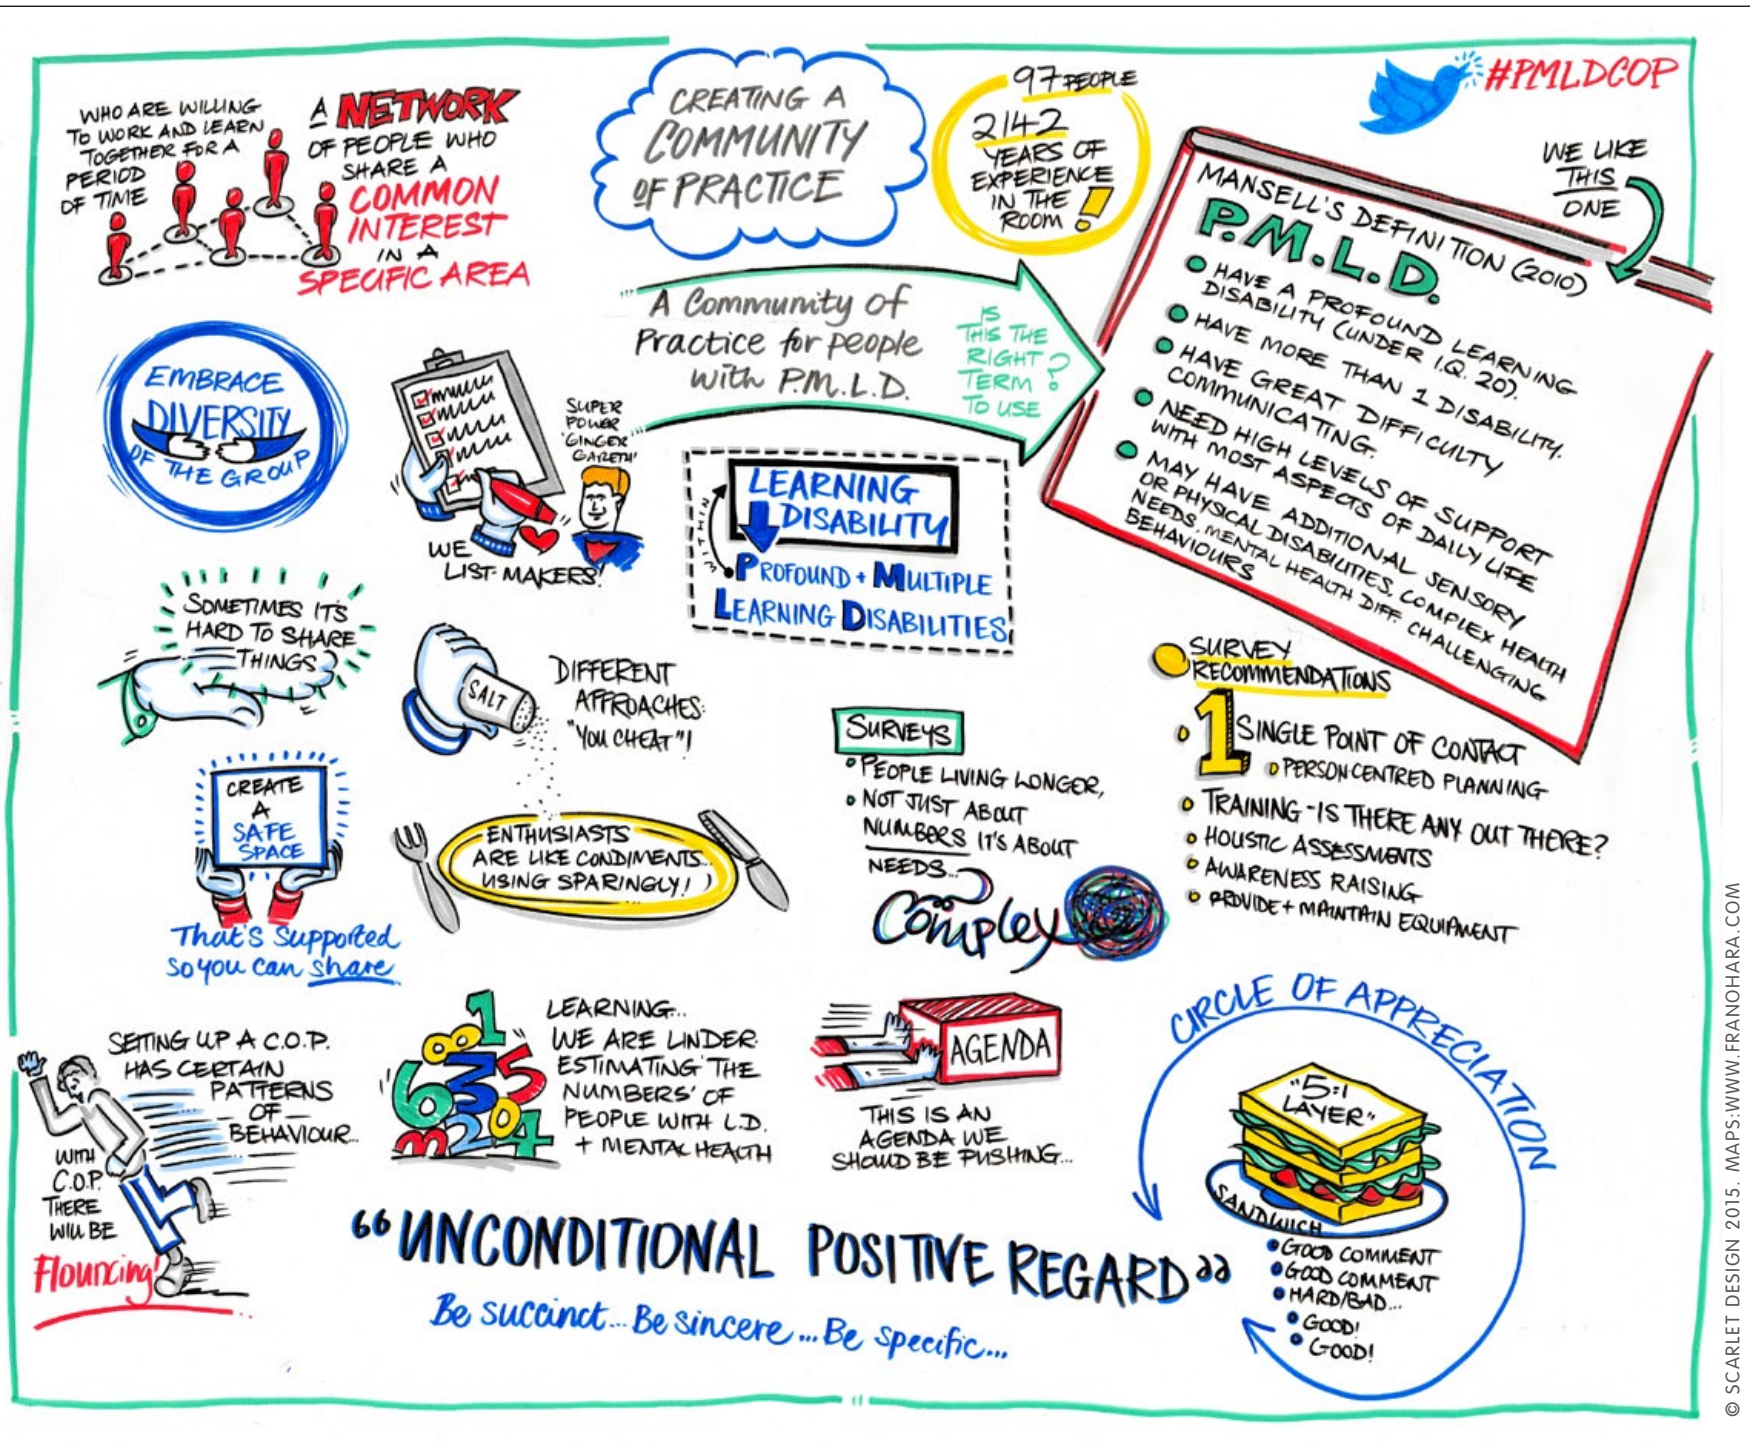 WHO ARE WILLING
TO WORK AND LEARN
TOGETHER FOR A
PERIOD
OF TIME
A NETWORK
OF PEOPLE WHO
SHARE A
COMMON
INTEREST
IN A
SPECIFIC AREA
CREATING A
COMMUNITY
OF PRACTICE
97 PEOPLE
2142
YEARS OF
EXPERIENCE
IN THE
ROOM!
#PMLDCOP
WE LIKE
THIS
ONE
MANSELL'S DEFINITION (2010)
P.M.L.D.
HAVE A PROFOUND LEARNING
DISABILITY (UNDER I.Q. 20).
HAVE MORE THAN 1 DISABILITY.
HAVE GREAT DIFFICULTY
COMMUNICATING.
NEED HIGH LEVELS OF SUPPORT
WITH MOST ASPECTS OF DAILY LIFE
MAY HAVE ADDITIONAL SENSORY
OR PHYSICAL DISABILITIES, COMPLEX HEALTH
NEEDS, MENTAL HEALTH DIFF. CHALLENGING
BEHAVIOURS
A Community of
Practice for people
with P.M.L.D.
IS
THIS THE
RIGHT
TERM ?
TO USE
EMBRACE
DIVERSITY
OF THE GROUP
SUPER
POWER
'GINGER
GARETH'
WE
LIST-MAKERS!
LEARNING
DISABILITY
WITHIN
PROFOUND + MULTIPLE
LEARNING DISABILITIES
SOMETIMES IT'S
HARD TO SHARE
THINGS
SALT
DIFFERENT
APPROACHES:
"YOU CHEAT"!
SURVEYS
PEOPLE LIVING LONGER,
NOT JUST ABOUT
NUMBERS IT'S ABOUT
NEEDS...
Complex
SURVEY
RECOMMENDATIONS
1 SINGLE POINT OF CONTACT
PERSON-CENTRED PLANNING
TRAINING - IS THERE ANY OUT THERE?
HOLISTIC ASSESSMENTS
AWARENESS RAISING
PROVIDE + MAINTAIN EQUIPMENT
CREATE
A
SAFE
SPACE
That's supported
so you can share
ENTHUSIASTS
ARE LIKE CONDIMENTS...
USING SPARINGLY!
SETTING UP A C.O.P.
HAS CERTAIN
PATTERNS
OF
BEHAVIOUR...
WITH
C.O.P.
THERE
WILL BE
Flouncing!
1
8
6 3 5
3 2 0 4
LEARNING...
WE ARE UNDER
ESTIMATING 'THE
NUMBERS' OF
PEOPLE WITH L.D.
+ MENTAL HEALTH
AGENDA
THIS IS AN
AGENDA WE
SHOULD BE PUSHING...
CIRCLE OF APPRECIATION
"5:1
LAYER"
SANDWICH
GOOD COMMENT
GOOD COMMENT
HARD/BAD...
GOOD!
GOOD!
"UNCONDITIONAL POSITIVE REGARD"
Be succinct... Be sincere... Be specific...
© SCARLET DESIGN 2015. MAPS:WWW.FRANOHARA.COM